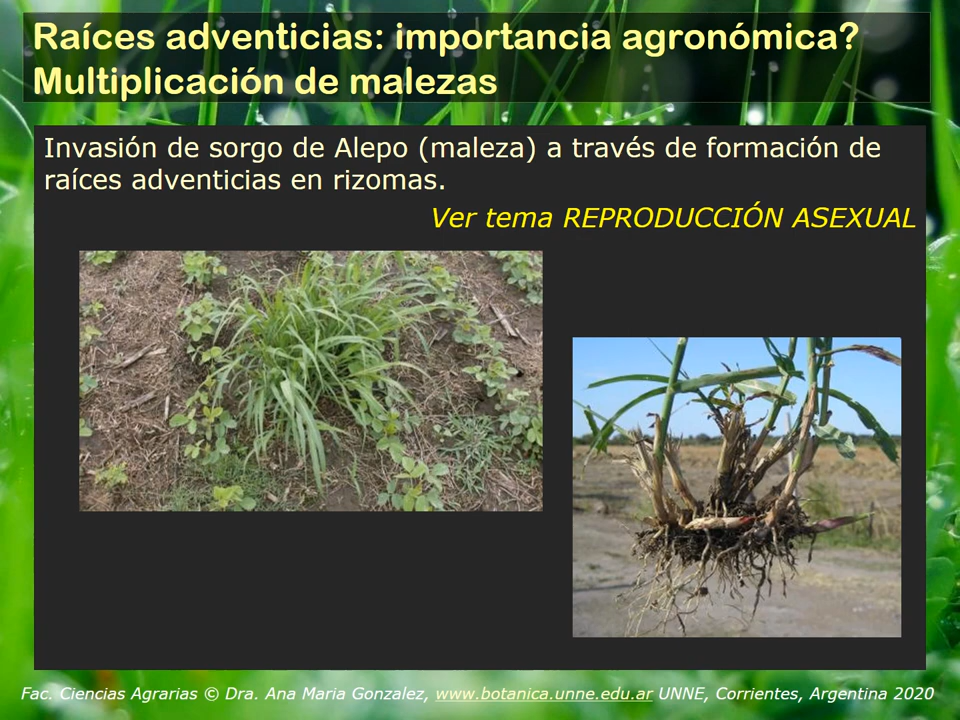 Raíces adventicias: importancia agronómica?
Multiplicación de malezas
Invasión de sorgo de Alepo (maleza) a través de formación de
raíces adventicias en rizomas.
Ver tema REPRODUCCIÓN ASEXUAL
Fac. Ciencias Agrarias © Dra. Ana Maria Gonzalez, www.botanica.unne.edu.ar UNNE, Corrientes, Argentina 2020